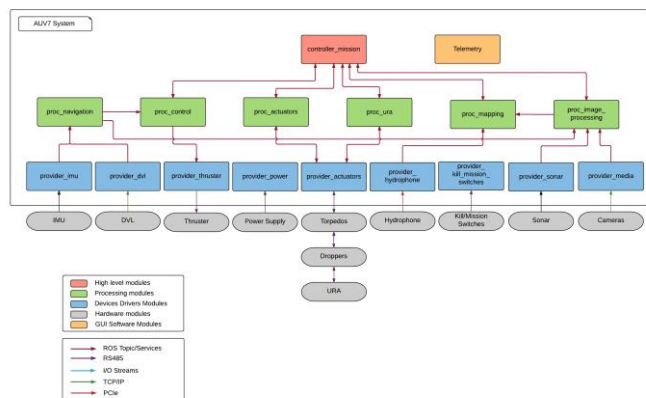 AUV7 System
controller_mission
Telemetry
proc_navigation
proc_control
proc_actuators
proc_ura
proc_mapping
proc_image_
processing
provider_imu
provider_dvl
provider_thruster
provider_power
provider_actuators
provider_
hydrophone
provider_
kill_mission_
switches
provider_sonar
provider_media
IMU
DVL
Thruster
Power Supply
Torpedos
Hydrophone
Kill/Mission
Switches
Sonar
Cameras
Droppers
URA
High level modules
Processing modules
Devices Drivers Modules
Hardware modules
GUI Software Modules
ROS Topic/Services
RS485
I/O Streams
TCP/IP
PCIe